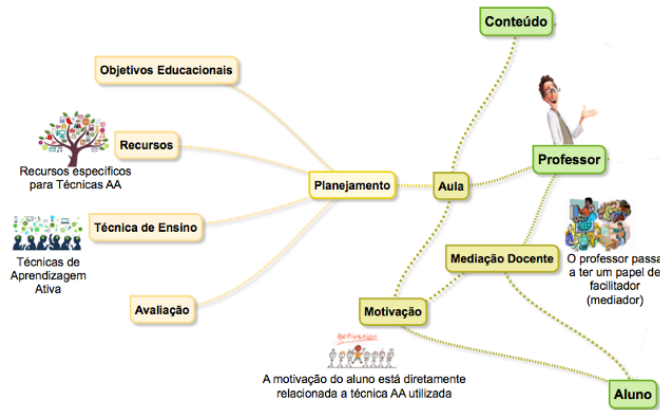 Conteúdo
Objetivos Educacionais
Recursos
Recursos específicos
para Técnicas AA
Professor
Planejamento
Aula
Técnica de Ensino
Técnicas de
Aprendizagem
Ativa
Mediação Docente
O professor passa
a ter um papel de
facilitador
(mediador)
Avaliação
Motivação
A motivação do aluno está diretamente
relacionada a técnica AA utilizada
Aluno